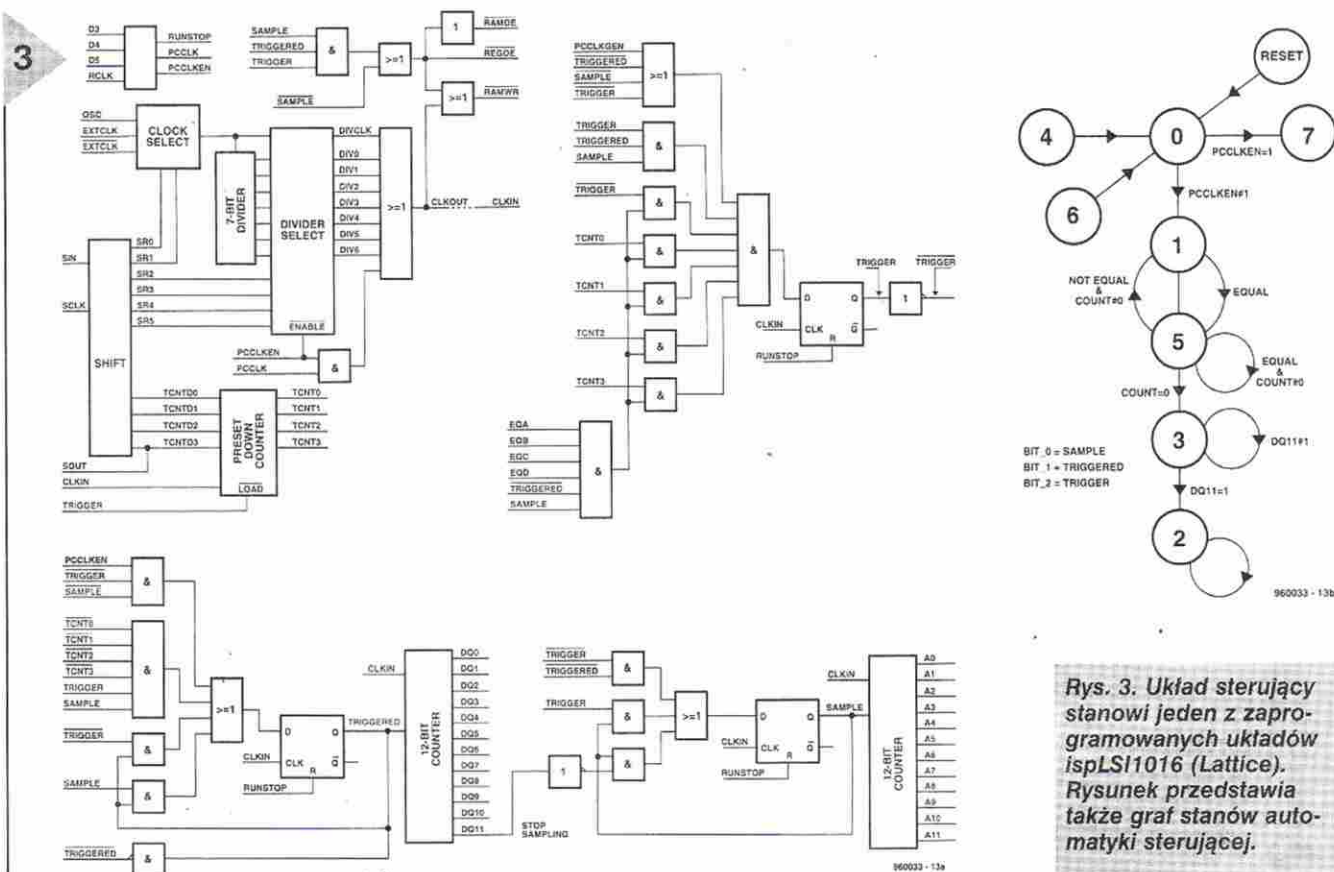 3
D3
D4
D5
RCLK
RUNSTOP
PCCLK
PCCLKEN
SAMPLE
TRIGGERED
TRIGGER
&
SAMPLE
>=1
1
RAMOE
REGOE
>=1
RAMWR
OSC
EXTCLK
EXTCLK
CLOCK
SELECT
7-BIT
DIVIDER
DIVIDER
SELECT
ENABLE
DIVCLK
DIV0
DIV1
DIV2
DIV3
DIV4
DIV5
DIV6
>=1
CLKOUT
CLKIN
SIN
SCLK
SHIFT
SR0
SR1
SR2
SR3
SR4
SR5
PCCLKEN
PCCLK
&
TCNTD0
TCNTD1
TCNTD2
TCNTD3
PRESET
DOWN
COUNTER
LOAD
TCNT0
TCNT1
TCNT2
TCNT3
SOUT
CLKIN
TRIGGER
PCCLKGEN
TRIGGERED
SAMPLE
TRIGGER
>=1
TRIGGER
TRIGGERED
SAMPLE
&
TRIGGER
&
TCNT0
&
TCNT1
&
TCNT2
&
TCNT3
&
EQA
EQB
EQC
EQD
TRIGGERED
SAMPLE
&
&
D
Q
CLK
Q
R
CLKIN
RUNSTOP
TRIGGER
1
TRIGGER
RESET
4
0
7
6
PCCLKEN=1
PCCLKEN#1
1
NOT EQUAL
&
COUNT#0
EQUAL
5
EQUAL
&
COUNT#0
COUNT=0
3
DQ11#1
BIT_0 = SAMPLE
BIT_1 = TRIGGERED
BIT_2 = TRIGGER
DQ11=1
2
960033 - 13b
PCCLKEN
TRIGGER
SAMPLE
&
TCNT0
TCNT1
TCNT2
TCNT3
TRIGGER
SAMPLE
&
TRIGGER
&
SAMPLE
&
TRIGGERED
&
>=1
D
Q
CLK
Q
R
CLKIN
RUNSTOP
TRIGGERED
CLKIN
12-BIT
COUNTER
DQ0
DQ1
DQ2
DQ3
DQ4
DQ5
DQ6
DQ7
DQ8
DQ9
DQ10
DQ11
STOP
SAMPLING
TRIGGER
TRIGGERED
&
TRIGGER
&
1
&
>=1
D
Q
CLK
Q
R
CLKIN
RUNSTOP
SAMPLE
CLKIN
12-BIT
COUNTER
A0
A1
A2
A3
A4
A5
A6
A7
A8
A9
A10
A11
960033 - 13a
Rys. 3. Układ sterujący
stanowi jeden z zapro-
gramowanych układów
ispLSI1016 (Lattice).
Rysunek przedstawia
także graf stanów auto-
matyki sterującej.